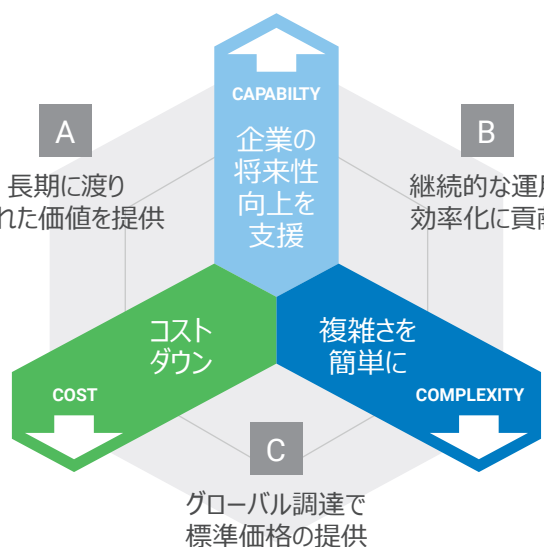 CAPABILTY
企業の
将来性
向上を
支援
A
長期に渡り
れた価値を提供
B
継続的な運用
効率化に貢献
コスト
ダウン
COST
複雑さを
簡単に
COMPLEXITY
C
グローバル調達で
標準価格の提供